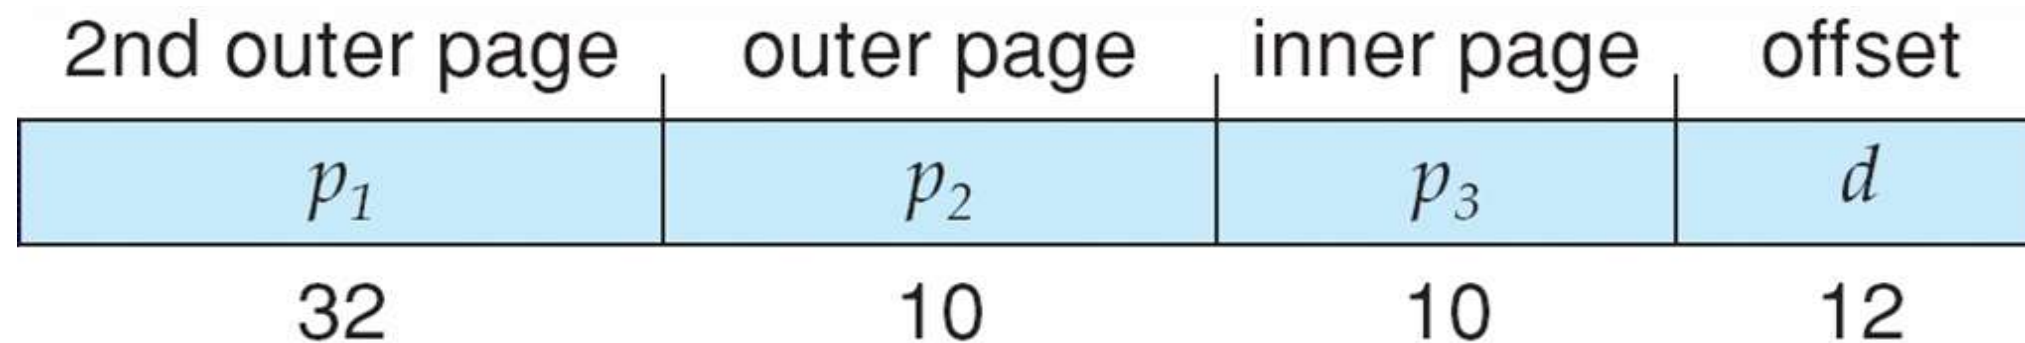 2nd outer page outer page inner page offset
p1 p2 p3 d
32 10 10 12